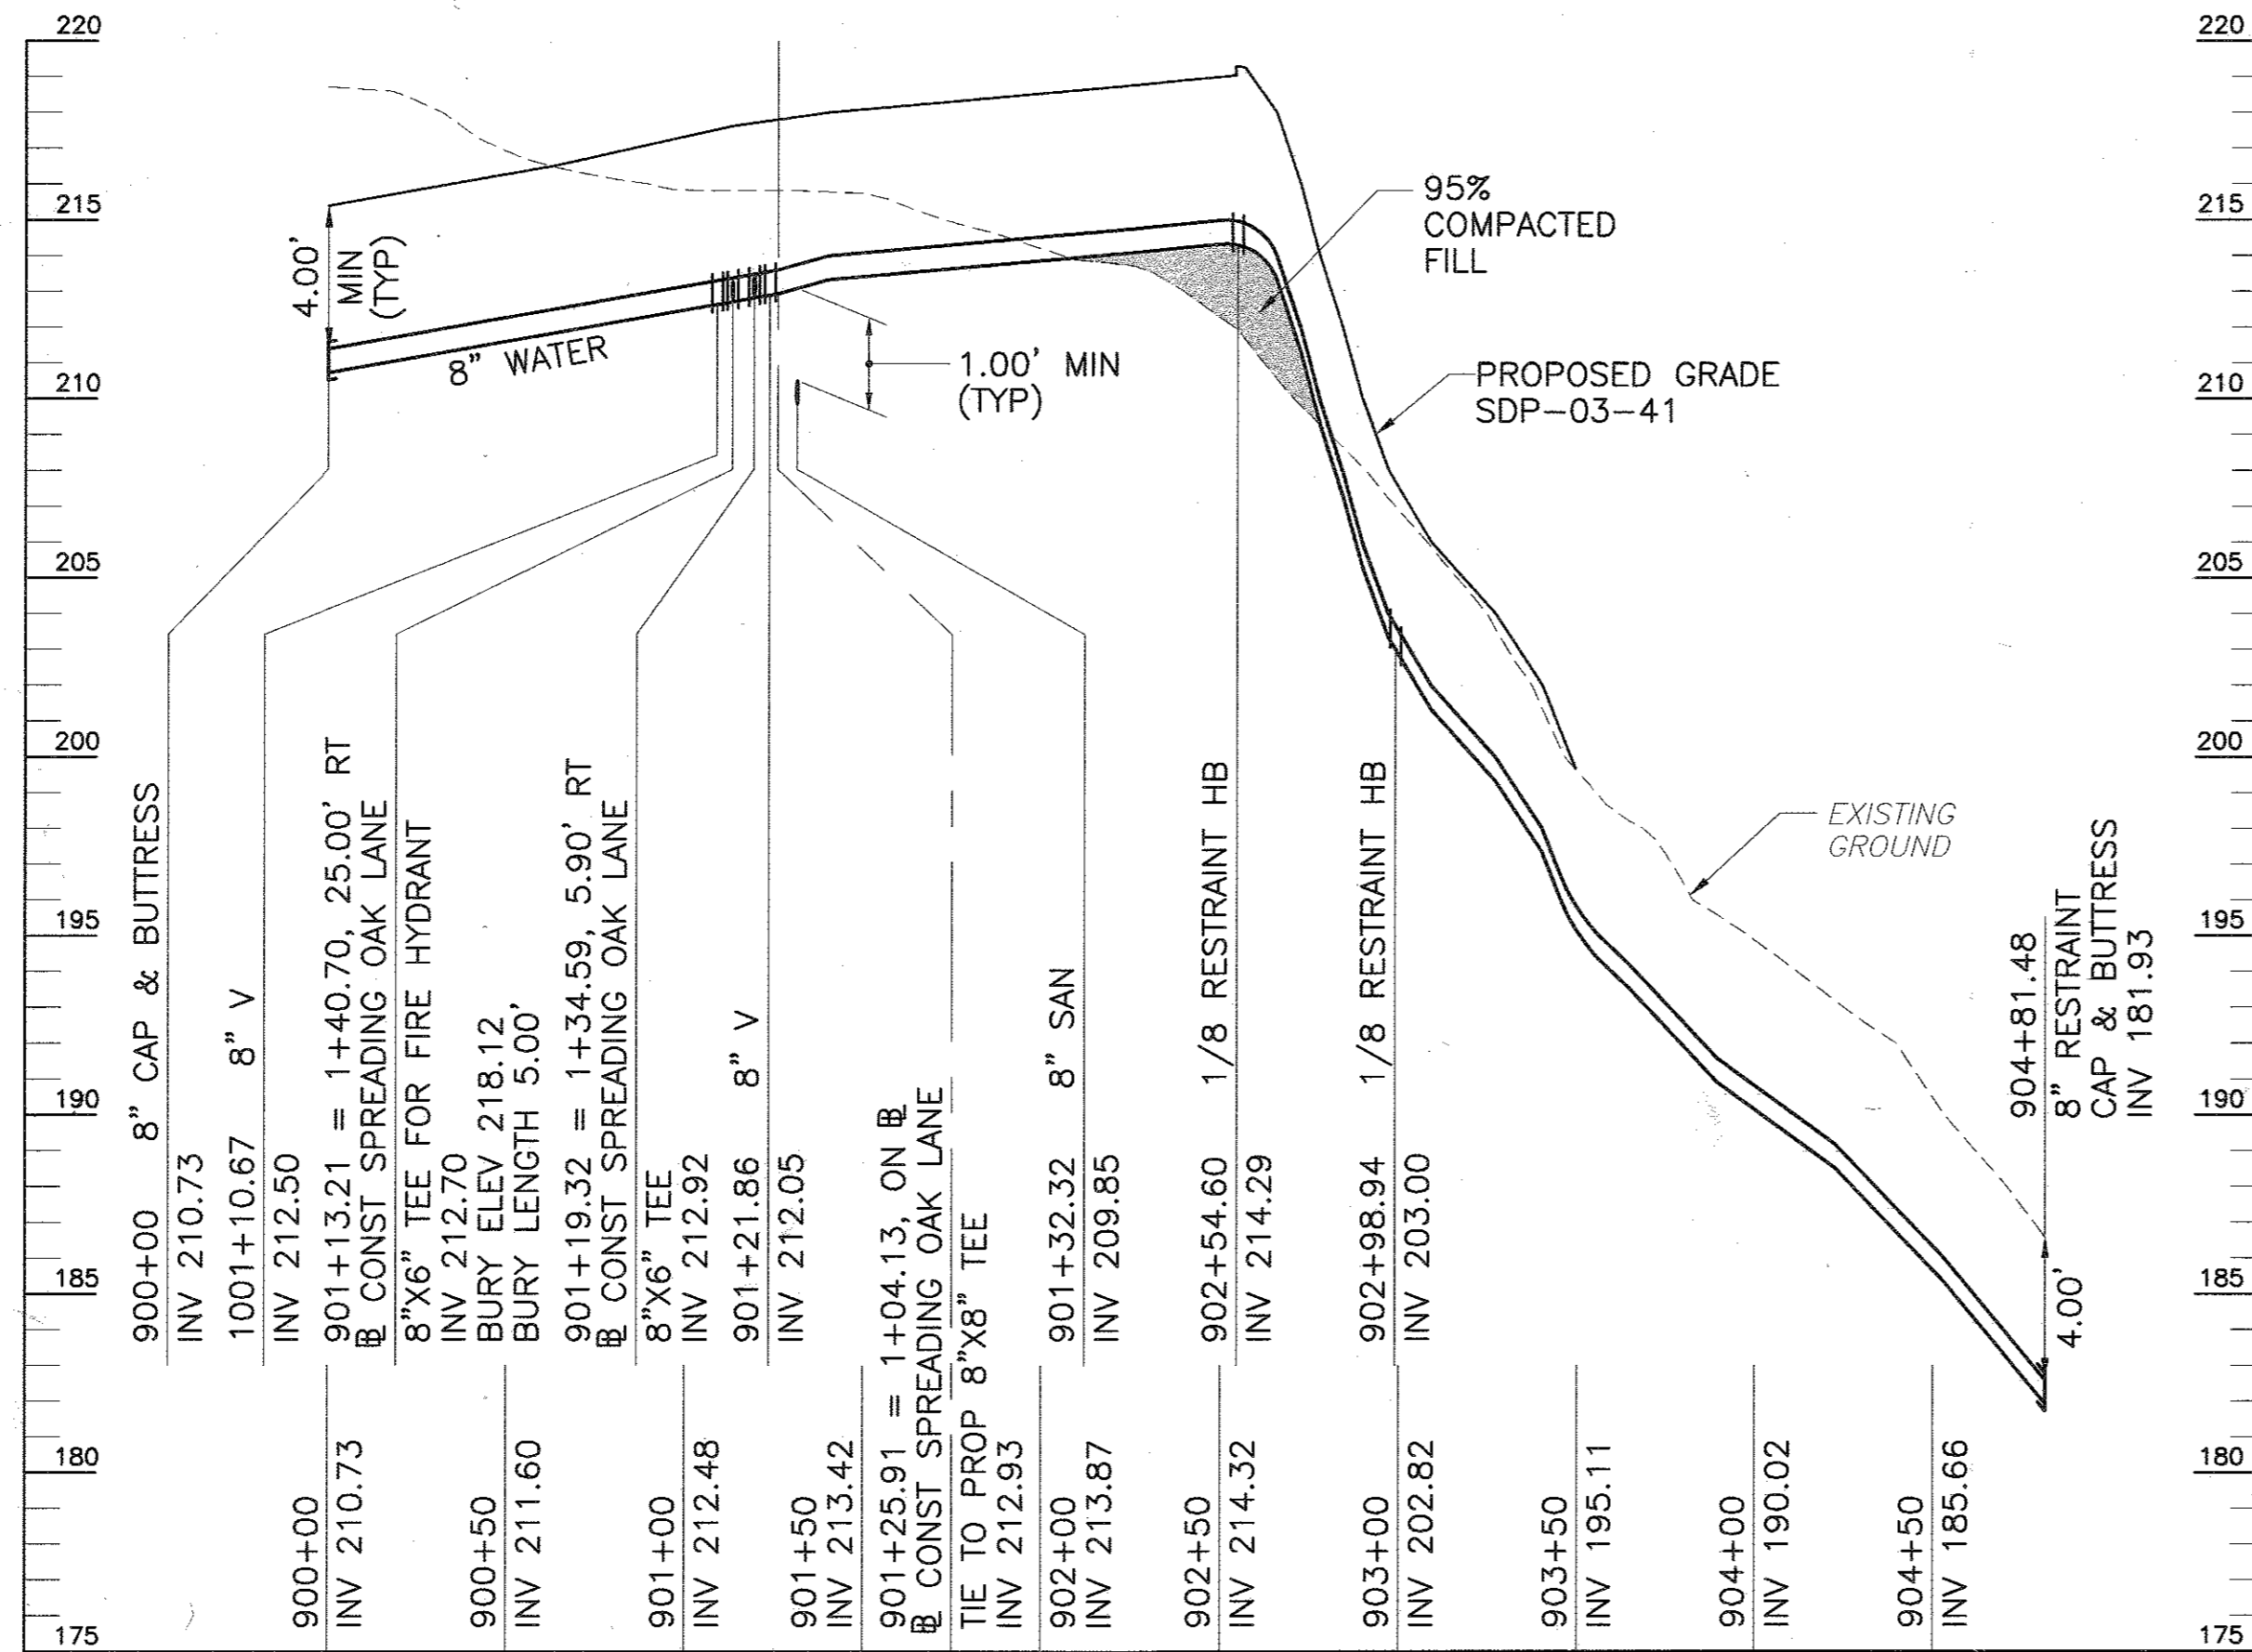 220
215
210
205
200
195
190
185
180
175
220
215
210
205
200
195
190
185
180
175
4.00'
MIN
(TYP)
8" WATER
1.00' MIN
(TYP)
95%
COMPACTED
FILL
PROPOSED GRADE
SDP-03-41
EXISTING
GROUND
900+00 8" CAP & BUTTRESS
INV 210.73
1001+10.67 8" V
INV 212.50
901+13.21 = 1+40.70, 25.00' RT
B CONST SPREADING OAK LANE
8"X6" TEE FOR FIRE HYDRANT
INV 212.70
BURY ELEV 218.12
BURY LENGTH 5.00'
901+19.32 = 1+34.59, 5.90' RT
B CONST SPREADING OAK LANE
8"X6" TEE
INV 212.92
901+21.86 8" V
INV 212.05
901+25.91 = 1+04.13, ON B
B CONST SPREADING OAK LANE
TIE TO PROP 8"X8" TEE
INV 212.93
901+32.32 8" SAN
INV 209.85
902+54.60 1/8 RESTRAINT HB
INV 214.29
902+98.94 1/8 RESTRAINT HB
INV 203.00
904+81.48
8" RESTRAINT
CAP & BUTTRESS
INV 181.93
4.00'
900+00
INV 210.73
900+50
INV 211.60
901+00
INV 212.48
901+50
INV 213.42
902+00
INV 213.87
902+50
INV 214.32
903+00
INV 202.82
903+50
INV 195.11
904+00
INV 190.02
904+50
INV 185.66